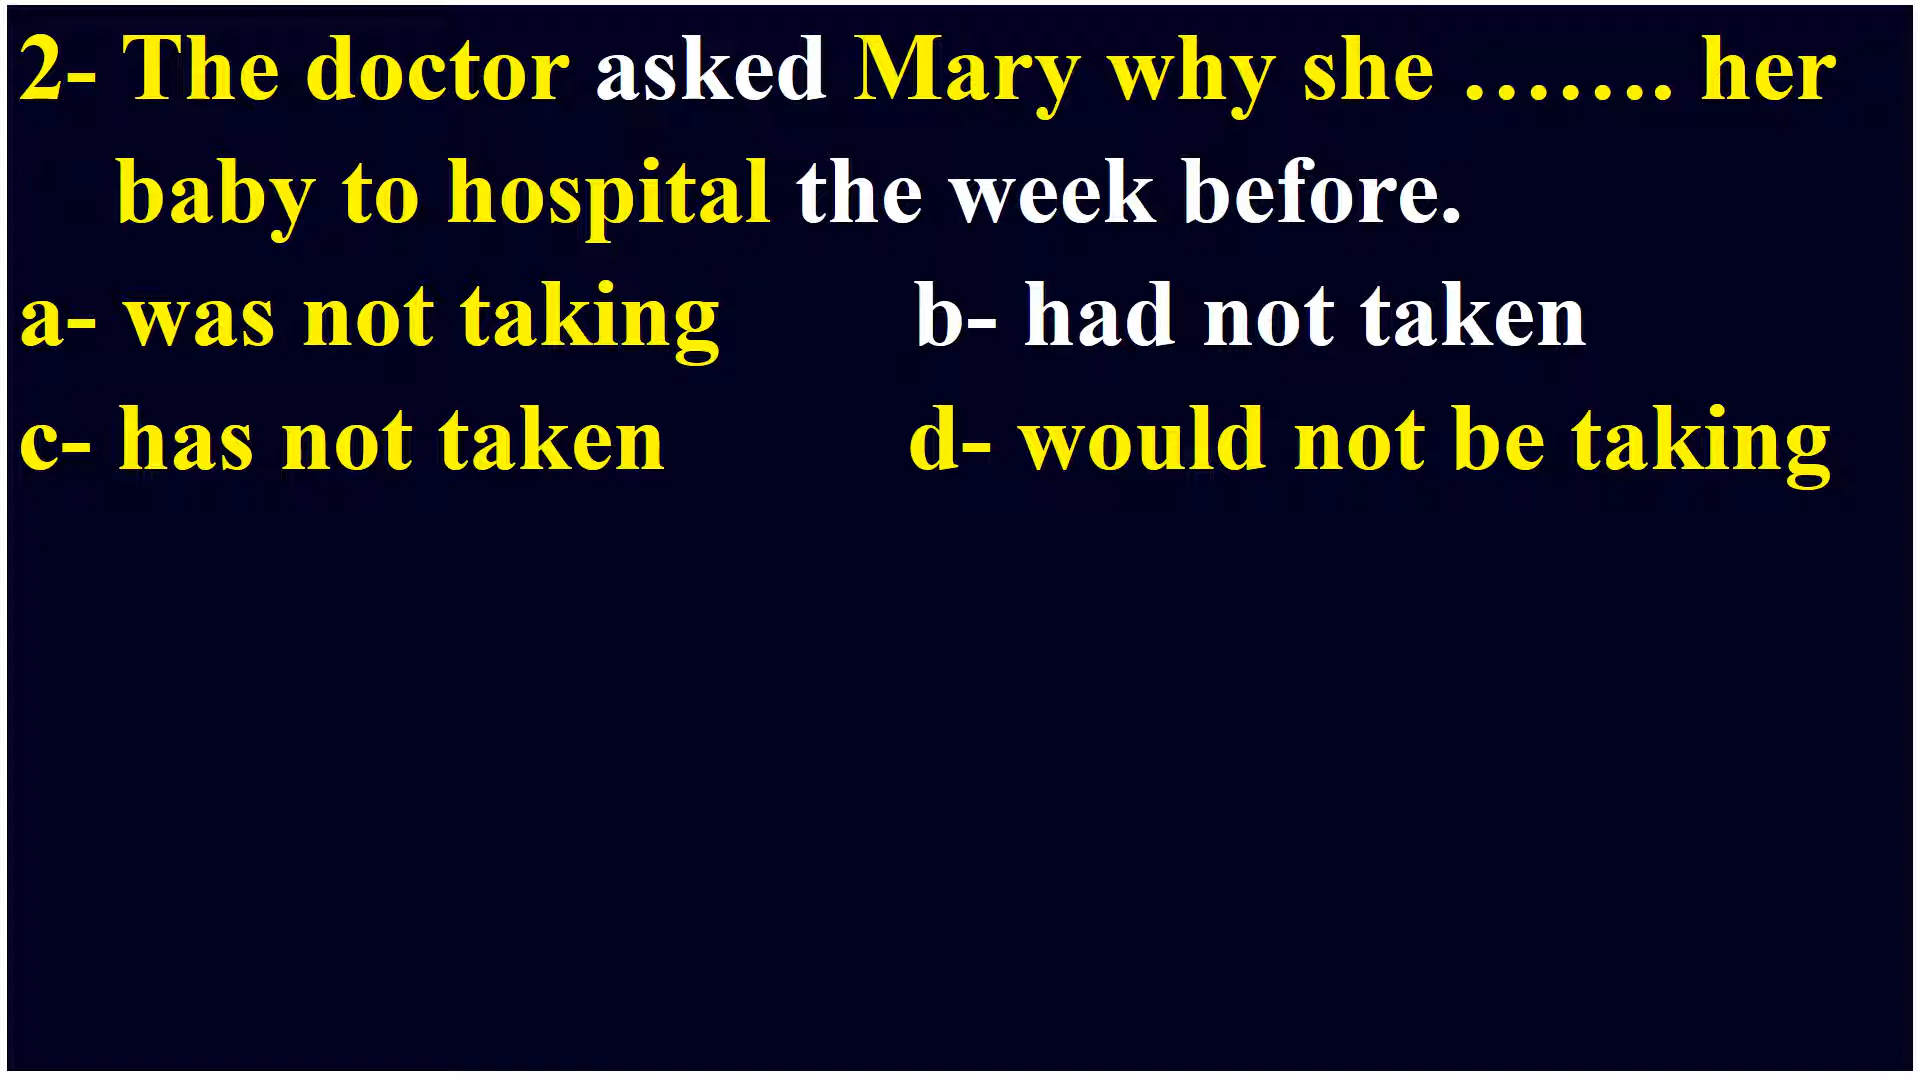 2- The doctor asked Mary why she ……. her
baby to hospital the week before.
a- was not taking b- had not taken
c- has not taken d- would not be taking